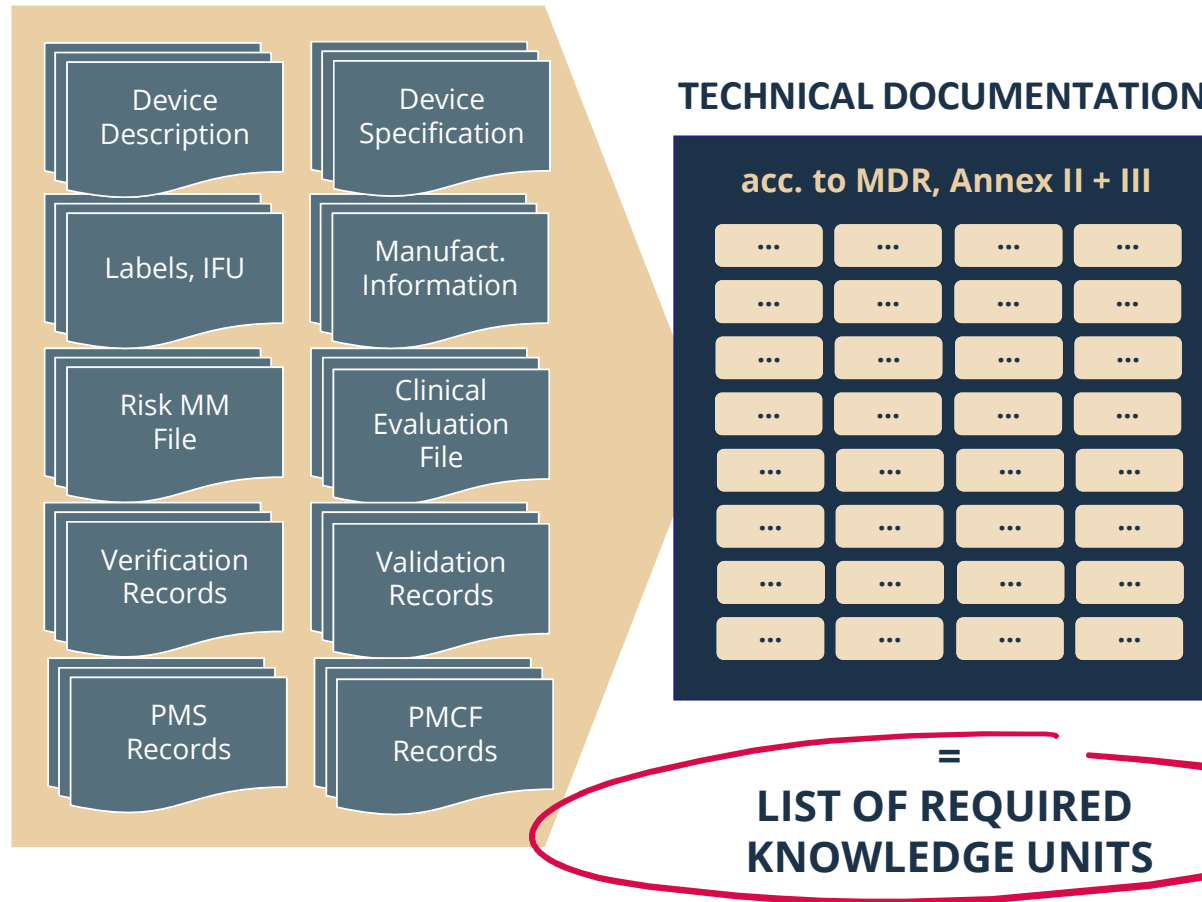 Device
Description
Device
Specification
Labels, IFU
Manufact.
Information
Risk MM
File
Clinical
Evaluation
File
Verification
Records
Validation
Records
PMS
Records
PMCF
Records
TECHNICAL DOCUMENTATION
acc. to MDR, Annex II + III
... ... ... ...
... ... ... ...
... ... ... ...
... ... ... ...
... ... ... ...
... ... ... ...
... ... ... ...
... ... ... ...
=
LIST OF REQUIRED
KNOWLEDGE UNITS